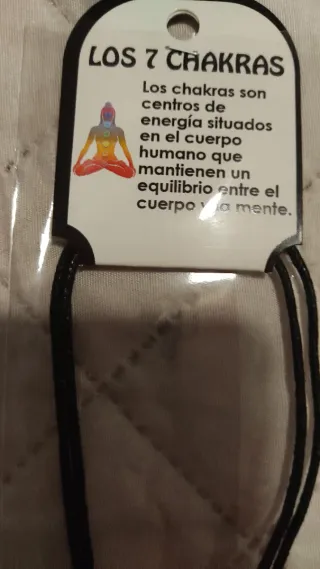 LOS 7 CHAKRAS
Los chakras son
centros de
energía situados
en el cuerpo
humano que
mantienen un
equilibrio entre el
cuerpo y la mente.